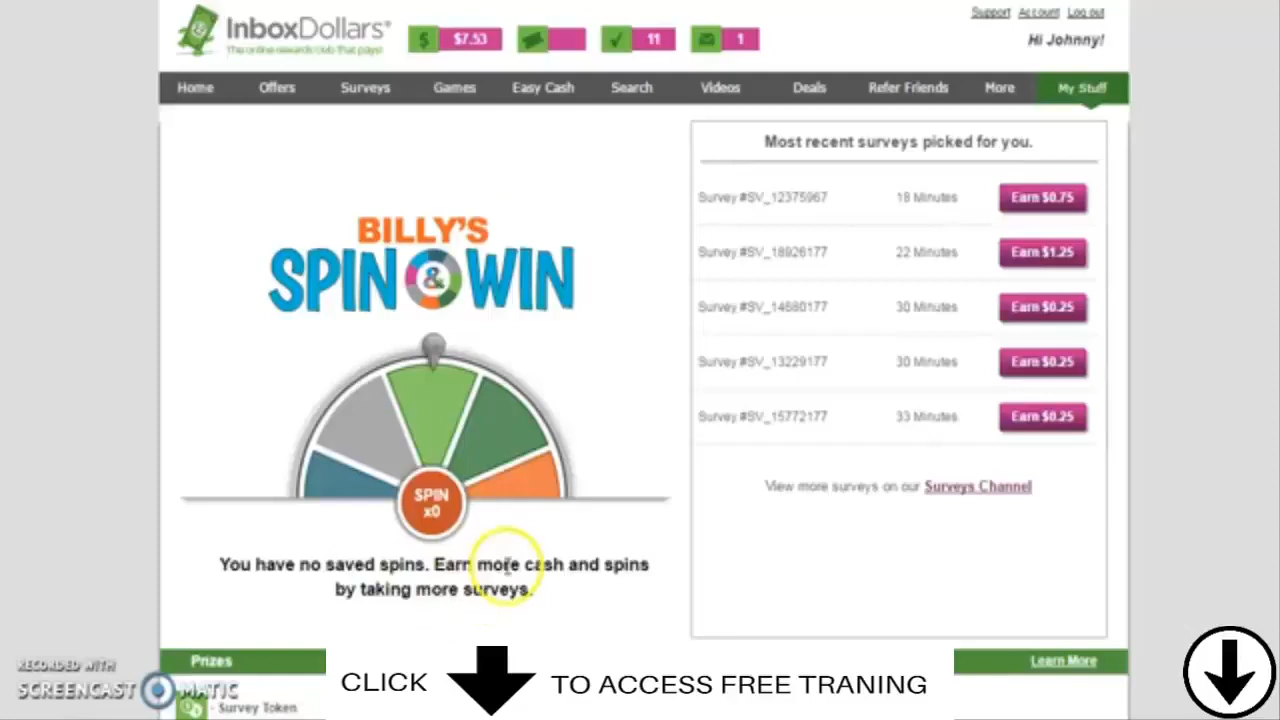 InboxDollars®
The online rewards club that pays!
$ $7.53 11 1
Support Account Log out
Hi Johnny!
Home Offers Surveys Games Easy Cash Search Videos Deals Refer Friends More My Stuff
BILLY'S
SPIN & WIN
SPIN
x0
You have no saved spins. Earn more cash and spins
by taking more surveys.
Most recent surveys picked for you.
Survey #SV_12375967 18 Minutes Earn $0.75
Survey #SV_18926177 22 Minutes Earn $1.25
Survey #SV_14680177 30 Minutes Earn $0.25
Survey #SV_13229177 30 Minutes Earn $0.25
Survey #SV_15772177 33 Minutes Earn $0.25
View more surveys on our Surveys Channel
Prizes
Learn More
- Survey Token
RECORDED WITH
SCREENCAST MATIC
CLICK TO ACCESS FREE TRANING